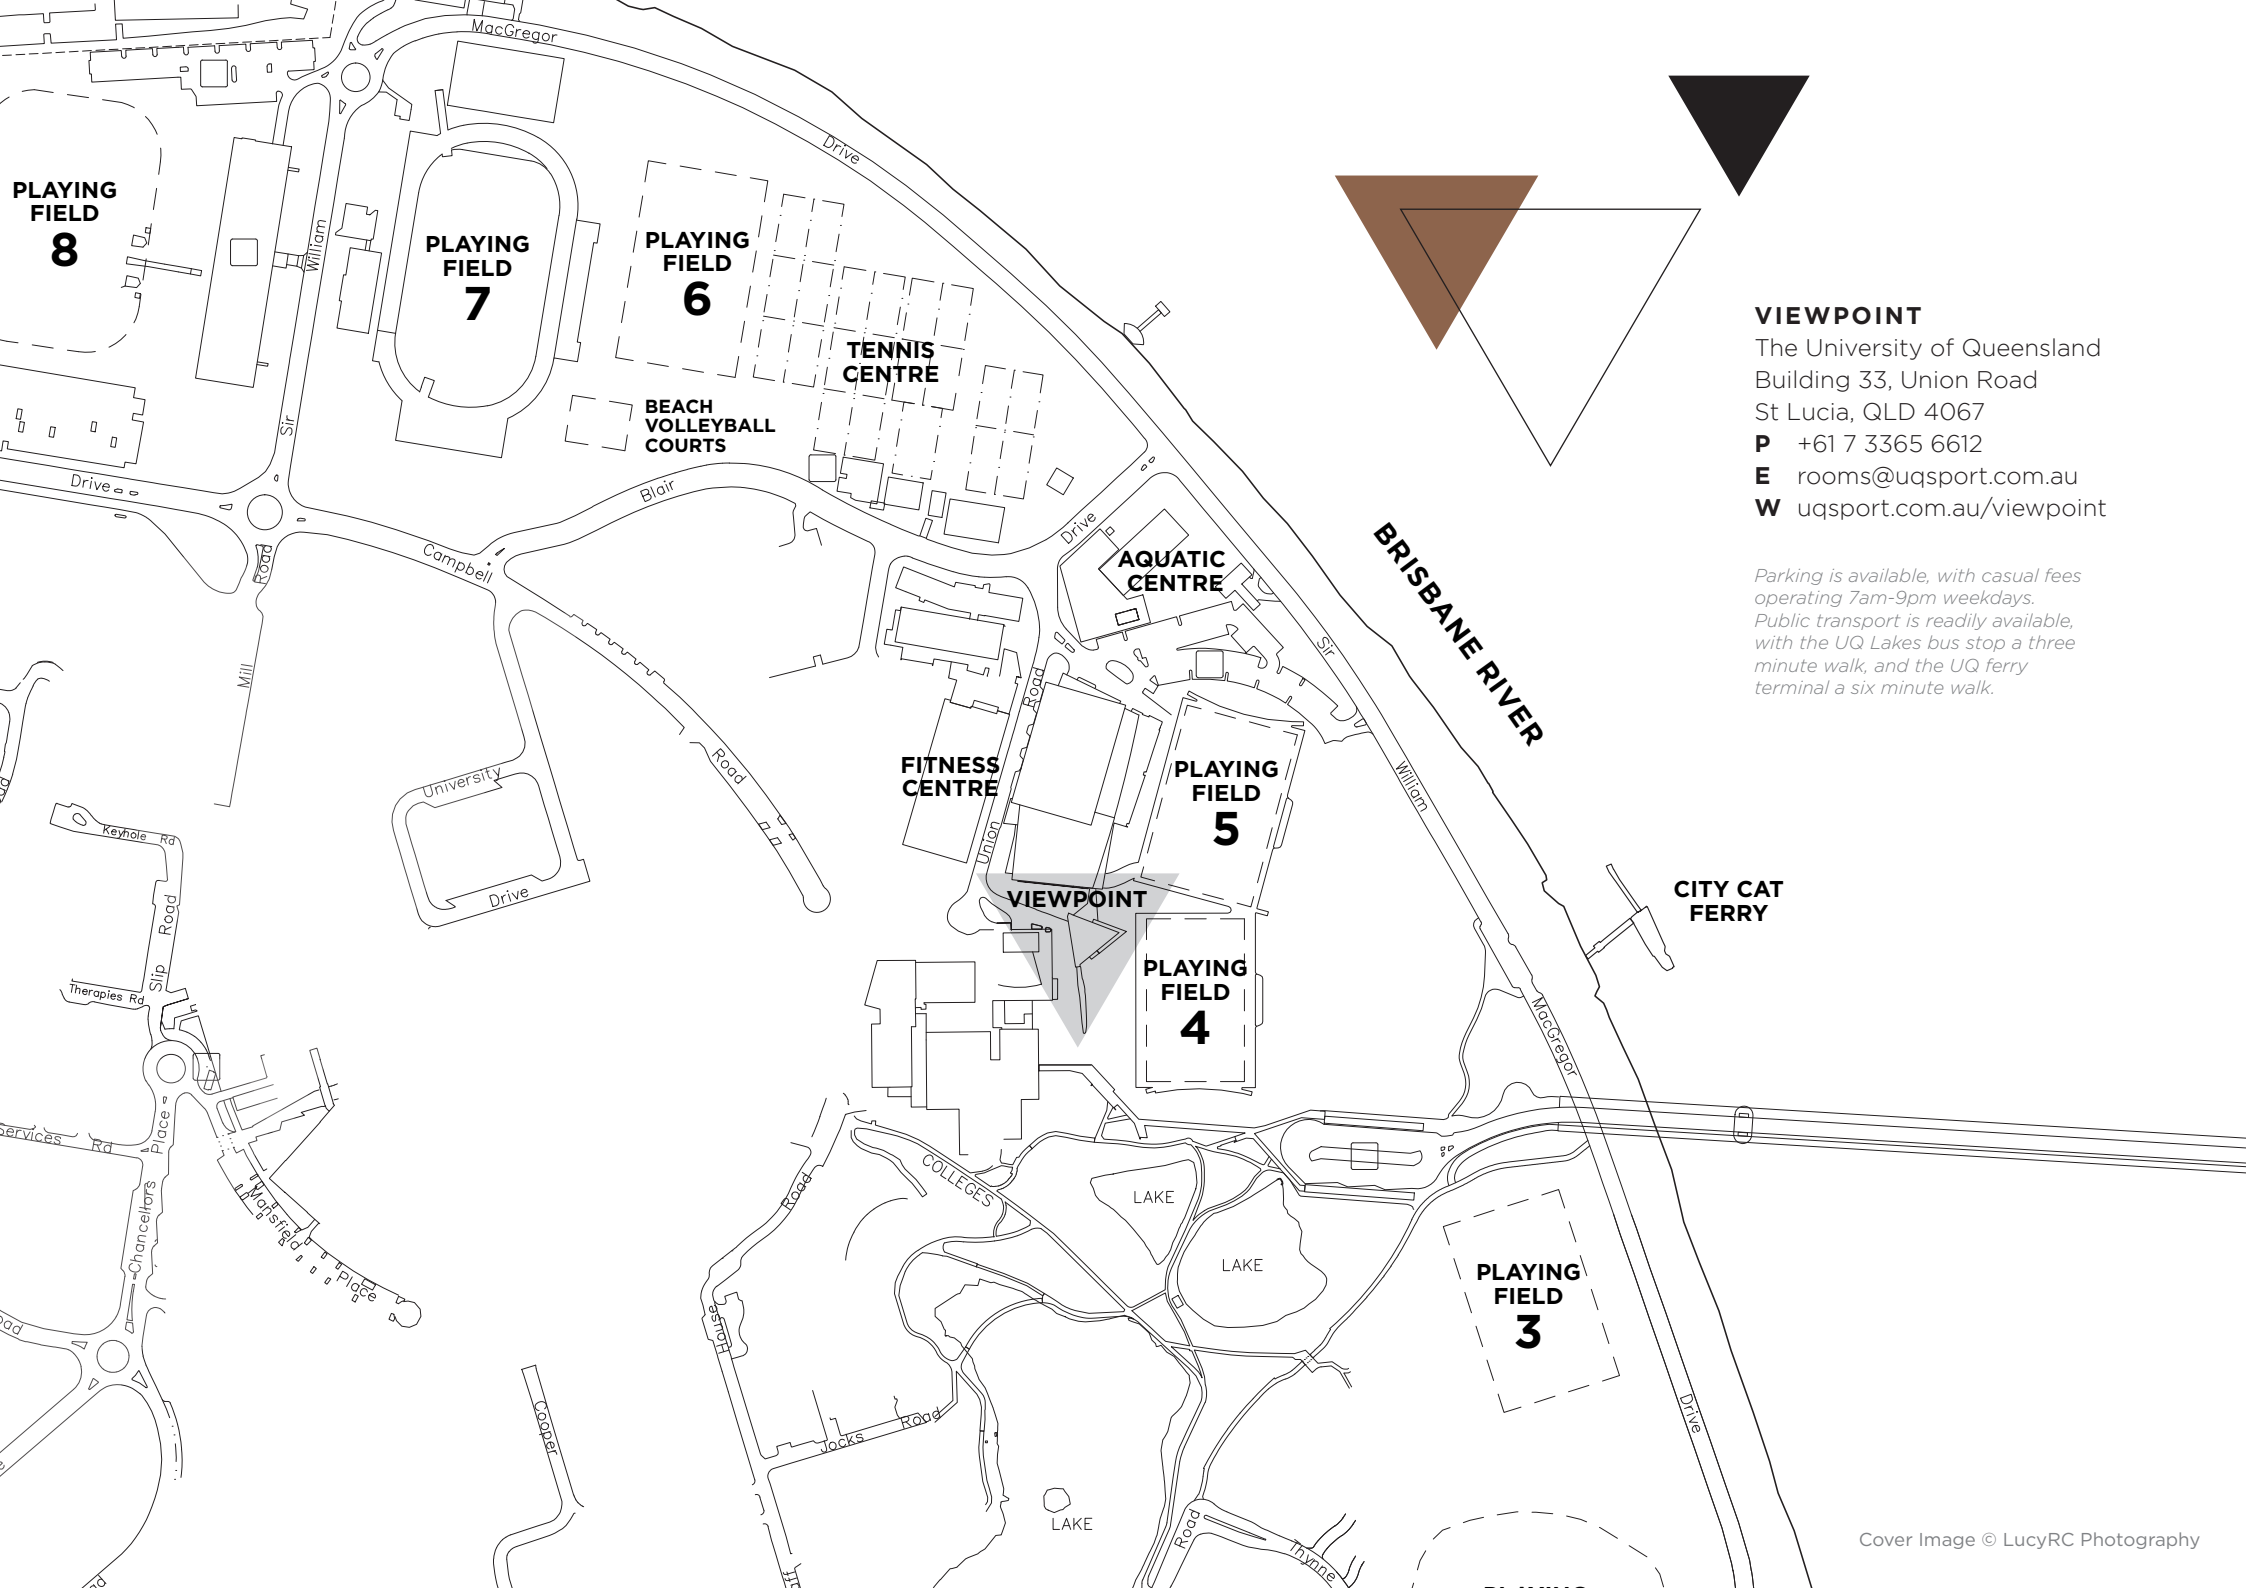 MacGregor
Drive
PLAYING
FIELD
8
William
PLAYING
FIELD
7
PLAYING
FIELD
6
TENNIS
CENTRE
BEACH
VOLLEYBALL
COURTS
Sir
Drive
Blair
Campbell
Road
Mill
Drive
AQUATIC
CENTRE
Sir
BRISBANE RIVER
VIEWPOINT
The University of Queensland
Building 33, Union Road
St Lucia, QLD 4067
P +61 7 3365 6612
E rooms@uqsport.com.au
W uqsport.com.au/viewpoint
Parking is available, with casual fees
operating 7am-9pm weekdays.
Public transport is readily available,
with the UQ Lakes bus stop a three
minute walk, and the UQ ferry
terminal a six minute walk.
Road
FITNESS
CENTRE
Union
Road
University
Drive
PLAYING
FIELD
5
William
VIEWPOINT
CITY CAT
FERRY
PLAYING
FIELD
4
MacGregor
Keyhole Rd
Road
Slip
Therapies Rd
Services Rd
Place
Chancellors
Mansfield
Place
COLLEGES
Road
House
LAKE
LAKE
PLAYING
FIELD
3
Drive
Cooper
Jocks Road
LAKE
Road
Thynne
Cover Image © LucyRC Photography